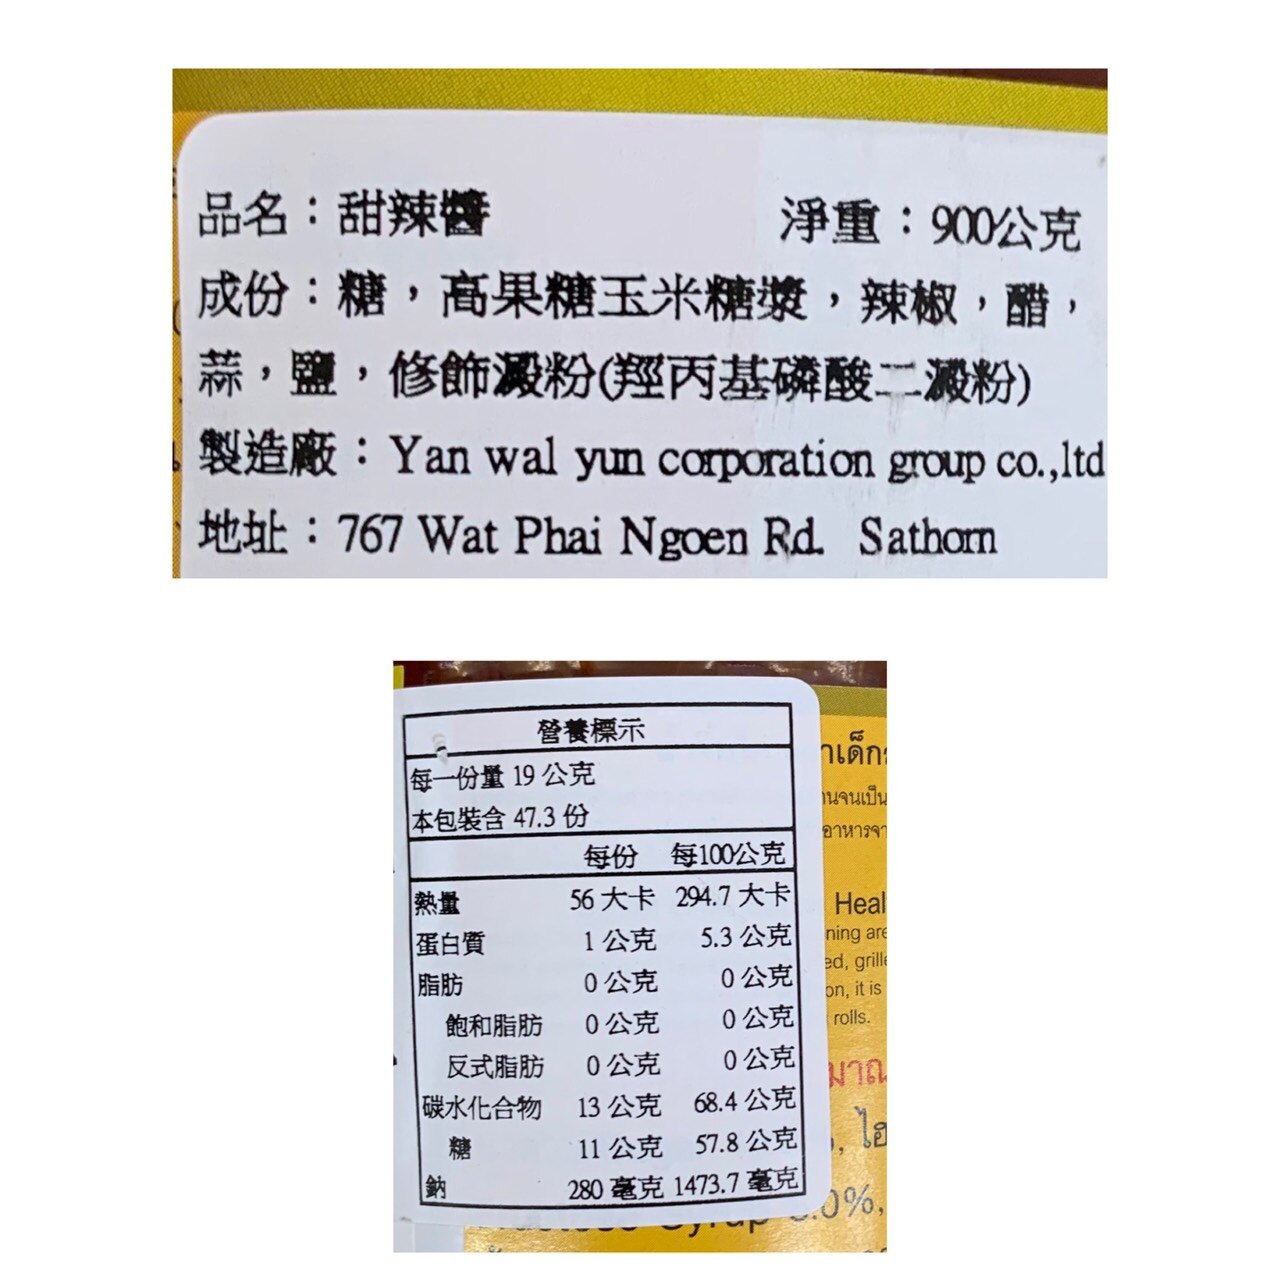 品名：甜辣醬 淨重：900公克
成份：糖，高果糖玉米糖漿，辣椒，醋，
蒜，鹽，修飾澱粉(羥丙基磷酸二澱粉)
製造廠：Yan wal yun corporation group co.,ltd
地址：767 Wat Phai Ngoen Rd. Sathorn
營養標示
每一份量 19 公克
本包裝含 47.3 份
每份 每100公克
熱量 56 大卡 294.7 大卡
蛋白質 1 公克 5.3 公克
脂肪 0 公克 0 公克
飽和脂肪 0 公克 0 公克
反式脂肪 0 公克 0 公克
碳水化合物 13 公克 68.4 公克
糖 11 公克 57.8 公克
鈉 280 毫克 1473.7 毫克
Heal
ning are
ed, grille
on, it is
rolls.